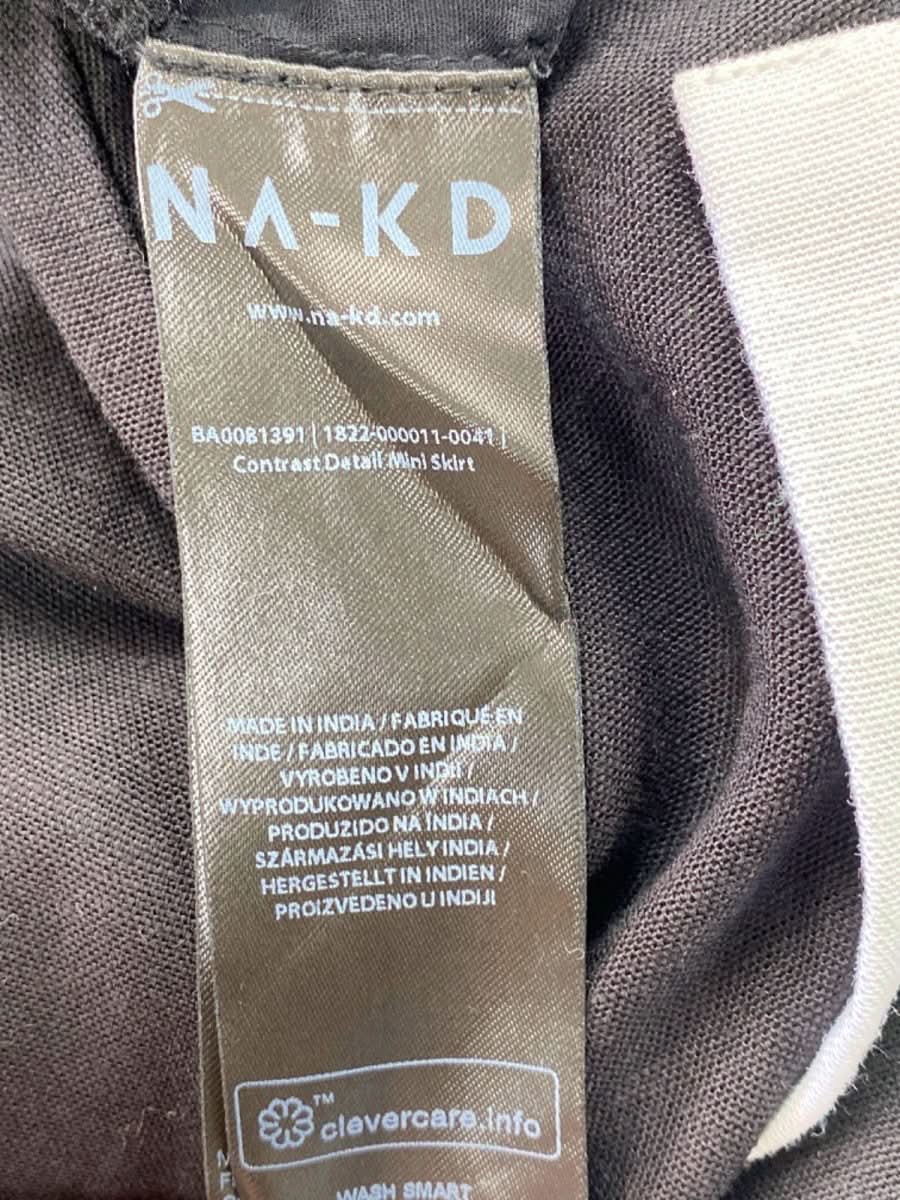 NA-KD
www.na-kd.com
BA0081391 | 1822-000011-0041 |
Contrast Detail Mini Skirt
MADE IN INDIA / FABRIQUÉ EN
INDE / FABRICADO EN INDIA /
VYROBENO V INDII /
WYPRODUKOWANO W INDIACH /
PRODUZIDO NA ÍNDIA /
SZÁRMAZÁSI HELY INDIA /
HERGESTELLT IN INDIEN /
PROIZVEDENO U INDIJI
™ clevercare.info
WASH SMART